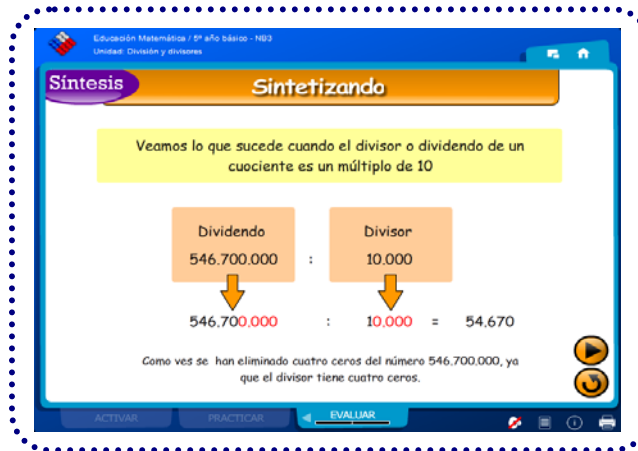 Educación Matemática / 5º año básico - NB3
Unidad: División y divisores
Síntesis
Sintetizando
Veamos lo que sucede cuando el divisor o dividendo de un
cuociente es un múltiplo de 10
Dividendo
Divisor
546.700.000 : 10.000
546.700.000 : 10.000 = 54.670
Como ves se han eliminado cuatro ceros del número 546.700.000, ya
que el divisor tiene cuatro ceros.
ACTIVAR
PRACTICAR
EVALUAR